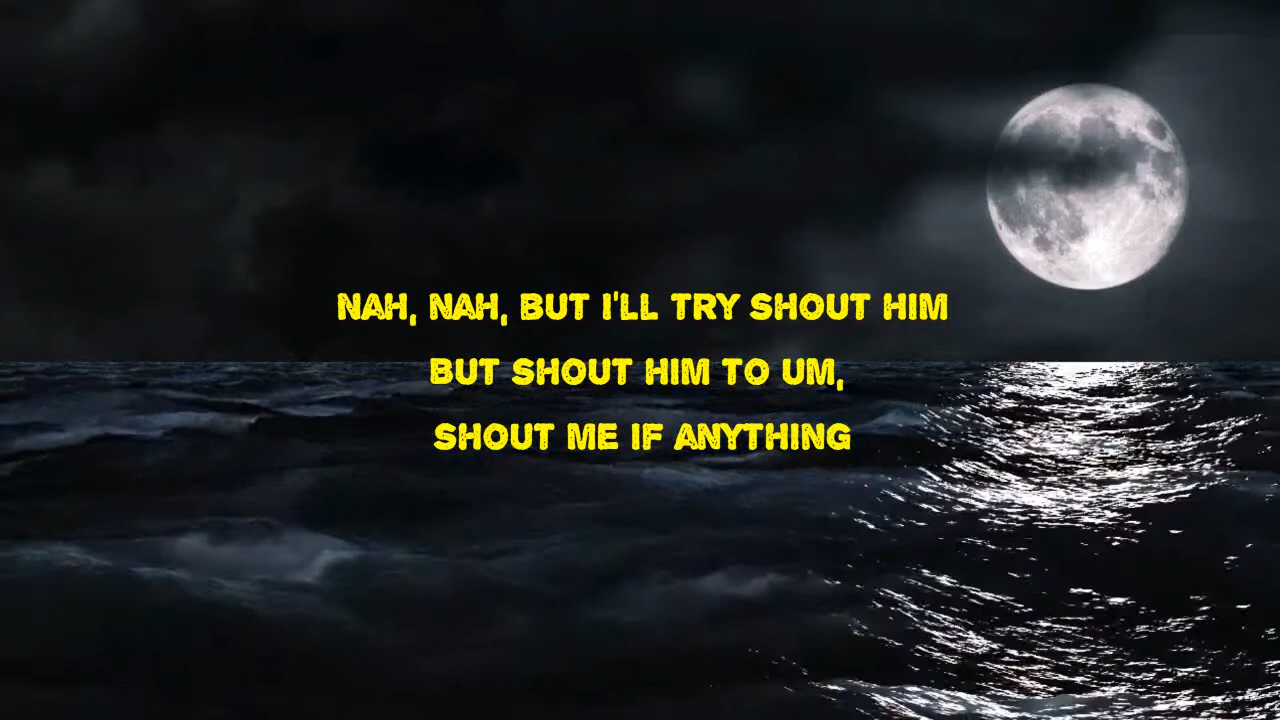 NAH, NAH, BUT I'LL TRY SHOUT HIM
BUT SHOUT HIM TO UM,
SHOUT ME IF ANYTHING